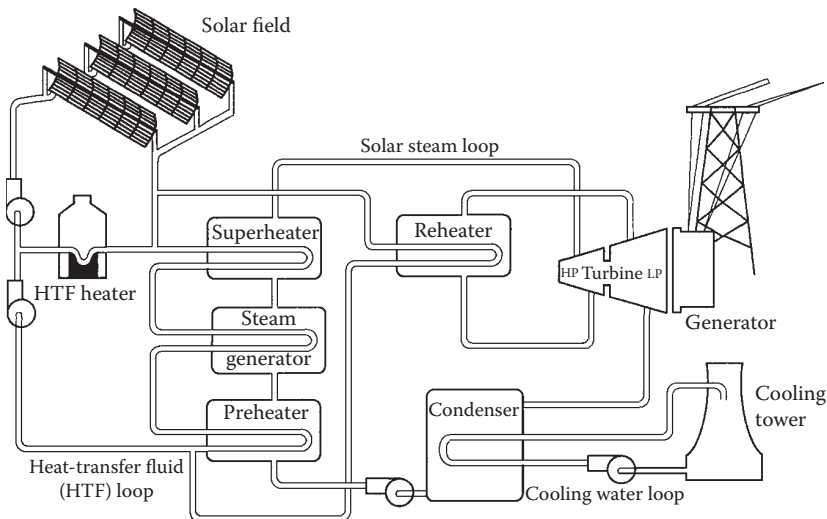 Solar field
Solar steam loop
Superheater
Reheater
HTF heater
HP Turbine LP
Steam
generator
Generator
Preheater
Condenser
Cooling
tower
Heat-transfer fluid
(HTF) loop
Cooling water loop